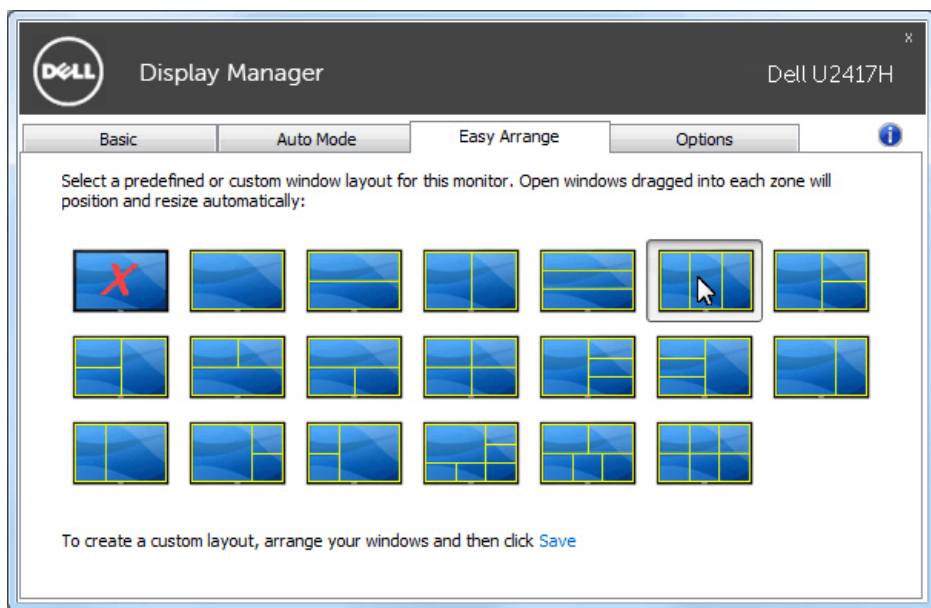 DELL
Display Manager
x
Dell U2417H
Basic
Auto Mode
Easy Arrange
Options
Select a predefined or custom window layout for this monitor. Open windows dragged into each zone will
position and resize automatically:
To create a custom layout, arrange your windows and then click Save